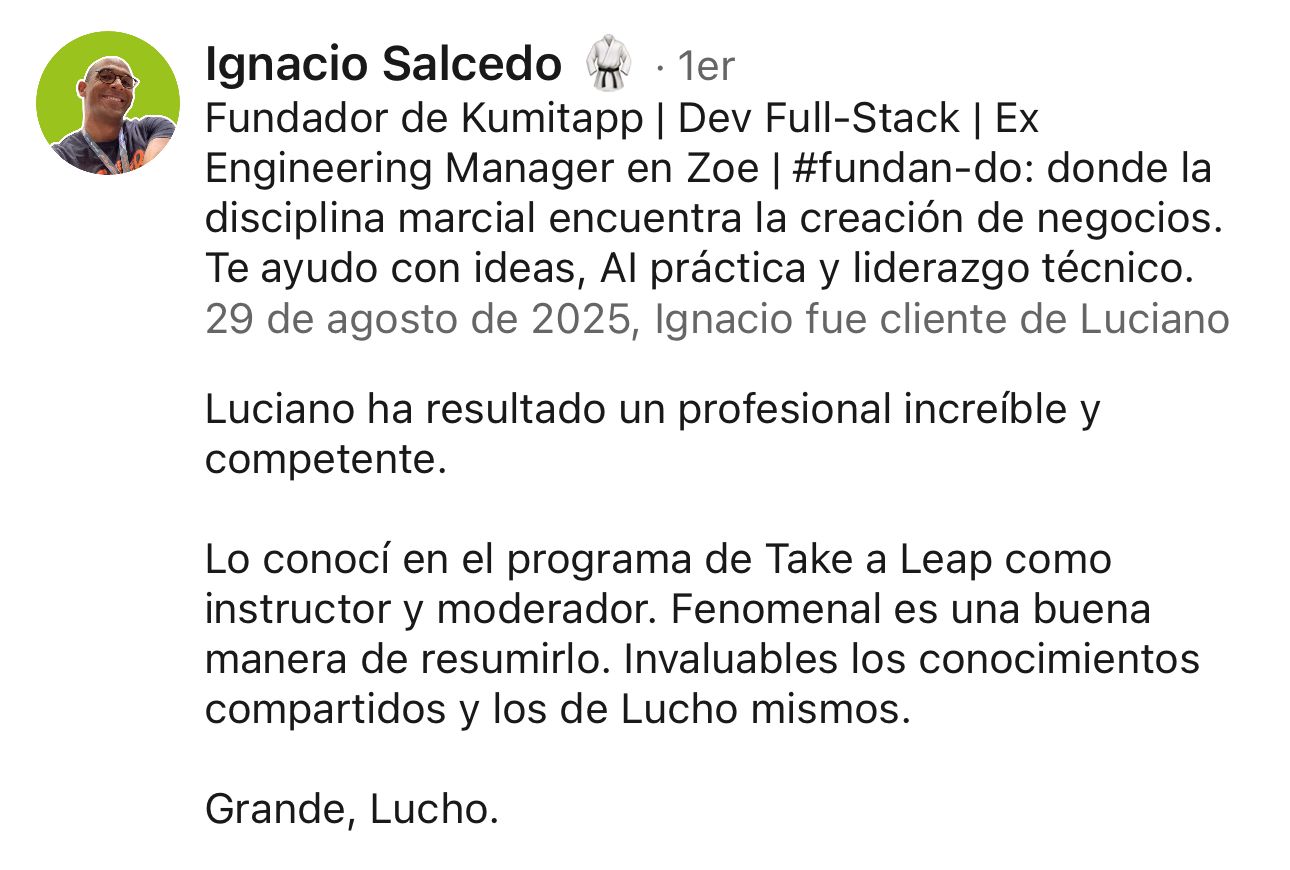 Ignacio Salcedo 🥋 · 1er
Fundador de Kumitapp | Dev Full-Stack | Ex
Engineering Manager en Zoe | #fundan-do: donde la
disciplina marcial encuentra la creación de negocios.
Te ayudo con ideas, AI práctica y liderazgo técnico.
29 de agosto de 2025, Ignacio fue cliente de Luciano
Luciano ha resultado un profesional increíble y
competente.
Lo conocí en el programa de Take a Leap como
instructor y moderador. Fenomenal es una buena
manera de resumirlo. Invaluables los conocimientos
compartidos y los de Lucho mismos.
Grande, Lucho.